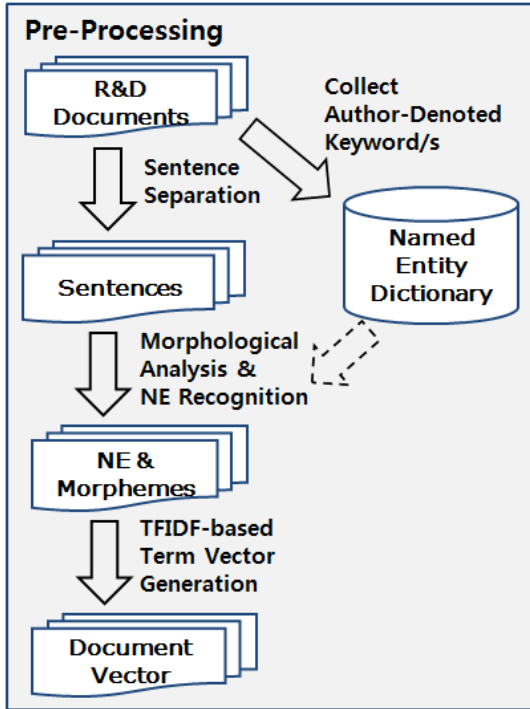 Pre-Processing
R&D
Documents
Collect
Author-Denoted
Keyword/s
Sentence
Separation
Named
Entity
Dictionary
Sentences
Morphological
Analysis &
NE Recognition
NE &
Morphemes
TFIDF-based
Term Vector
Generation
Document
Vector